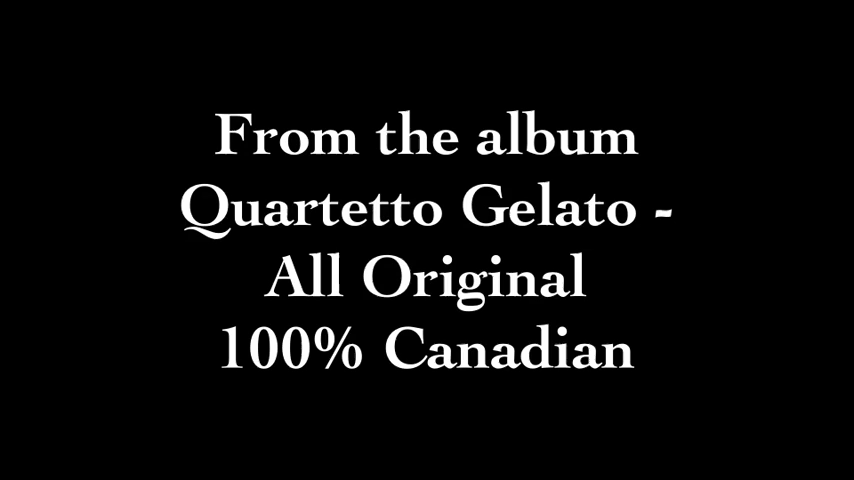 From the album
Quartetto Gelato -
All Original
100% Canadian